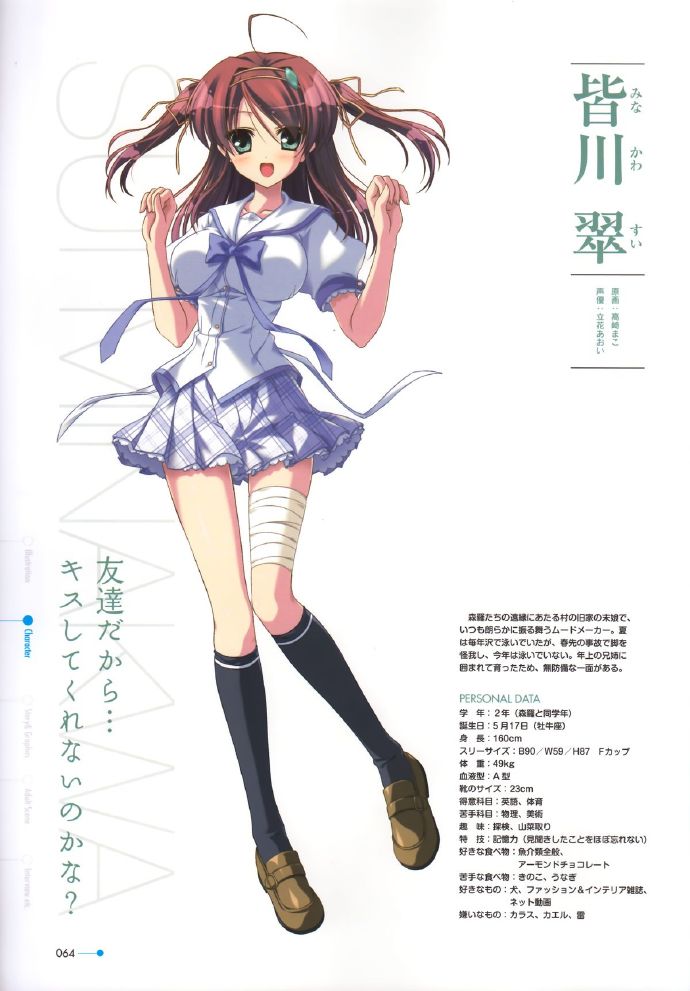 皆川 翠
みな かわ すい
原画：高崎まこ
声優：立花あおい
SUI MINAKAWA
友達だから…
キスしてくれないのかな？
森羅たちの遠縁にあたる村の旧家の末娘で、
いつも朗らかに振る舞うムードメーカー。夏
は毎年沢で泳いでいたが、春先の事故で脚を
怪我し、今年は泳いでいない。年上の兄姉に
囲まれて育ったため、無防備な一面がある。
PERSONAL DATA
学　年：２年（森羅と同学年）
誕生日：５月17日（牡牛座）
身　長：160cm
スリーサイズ：B90／W59／H87　Fカップ
体　重：49kg
血液型：Ａ型
靴のサイズ：23cm
得意科目：英語、体育
苦手科目：物理、美術
趣　味：探検、山菜取り
特　技：記憶力（見聞きしたことをほぼ忘れない）
好きな食べ物：魚介類全般、
アーモンドチョコレート
苦手な食べ物：きのこ、うなぎ
好きなもの：犬、ファッション＆インテリア雑誌、
ネット動画
嫌いなもの：カラス、カエル、雷
Illustration
Character
Story& Graphics
Adult Scene
Interview etc
064